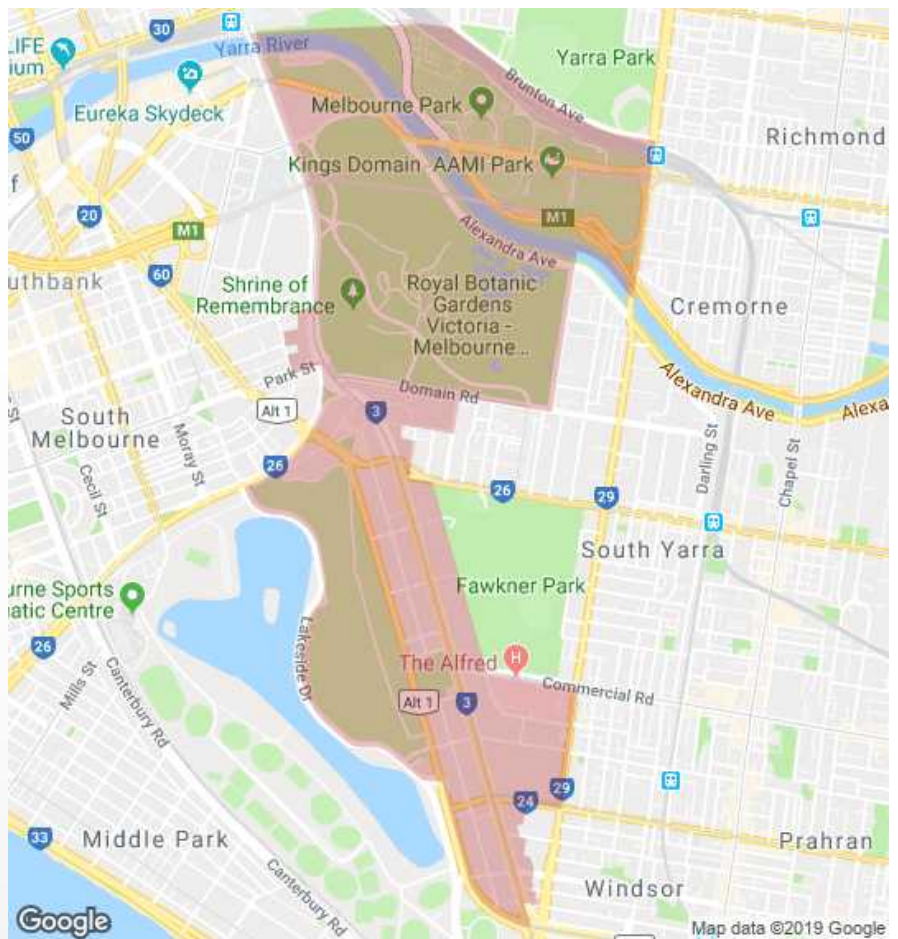 30
LIFE
ium
Yarra River
Yarra Park
Eureka Skydeck
Melbourne Park
Brunton Ave
50
Richmond
Kings Domain
AAMI Park
f
20
M1
M1
Alexandra Ave
uthbank
60
Shrine of
Remembrance
Royal Botanic
Gardens
Victoria -
Melbourne...
Cremorne
Park St
Domain Rd
Alexandra Ave
Alexa
St
South
Melbourne
Alt 1
3
Moray St
Cecil St
26
26
29
Darling St
Chapel St
South Yarra
urne Sports
uatic Centre
Fawkner Park
26
Lakeside Dr
Mills St
Canterbury Rd
The Alfred
H
Commercial Rd
Alt 1
3
24
29
33
Middle Park
Prahran
Canterbury Rd
Windsor
Google
Map data ©2019 Google